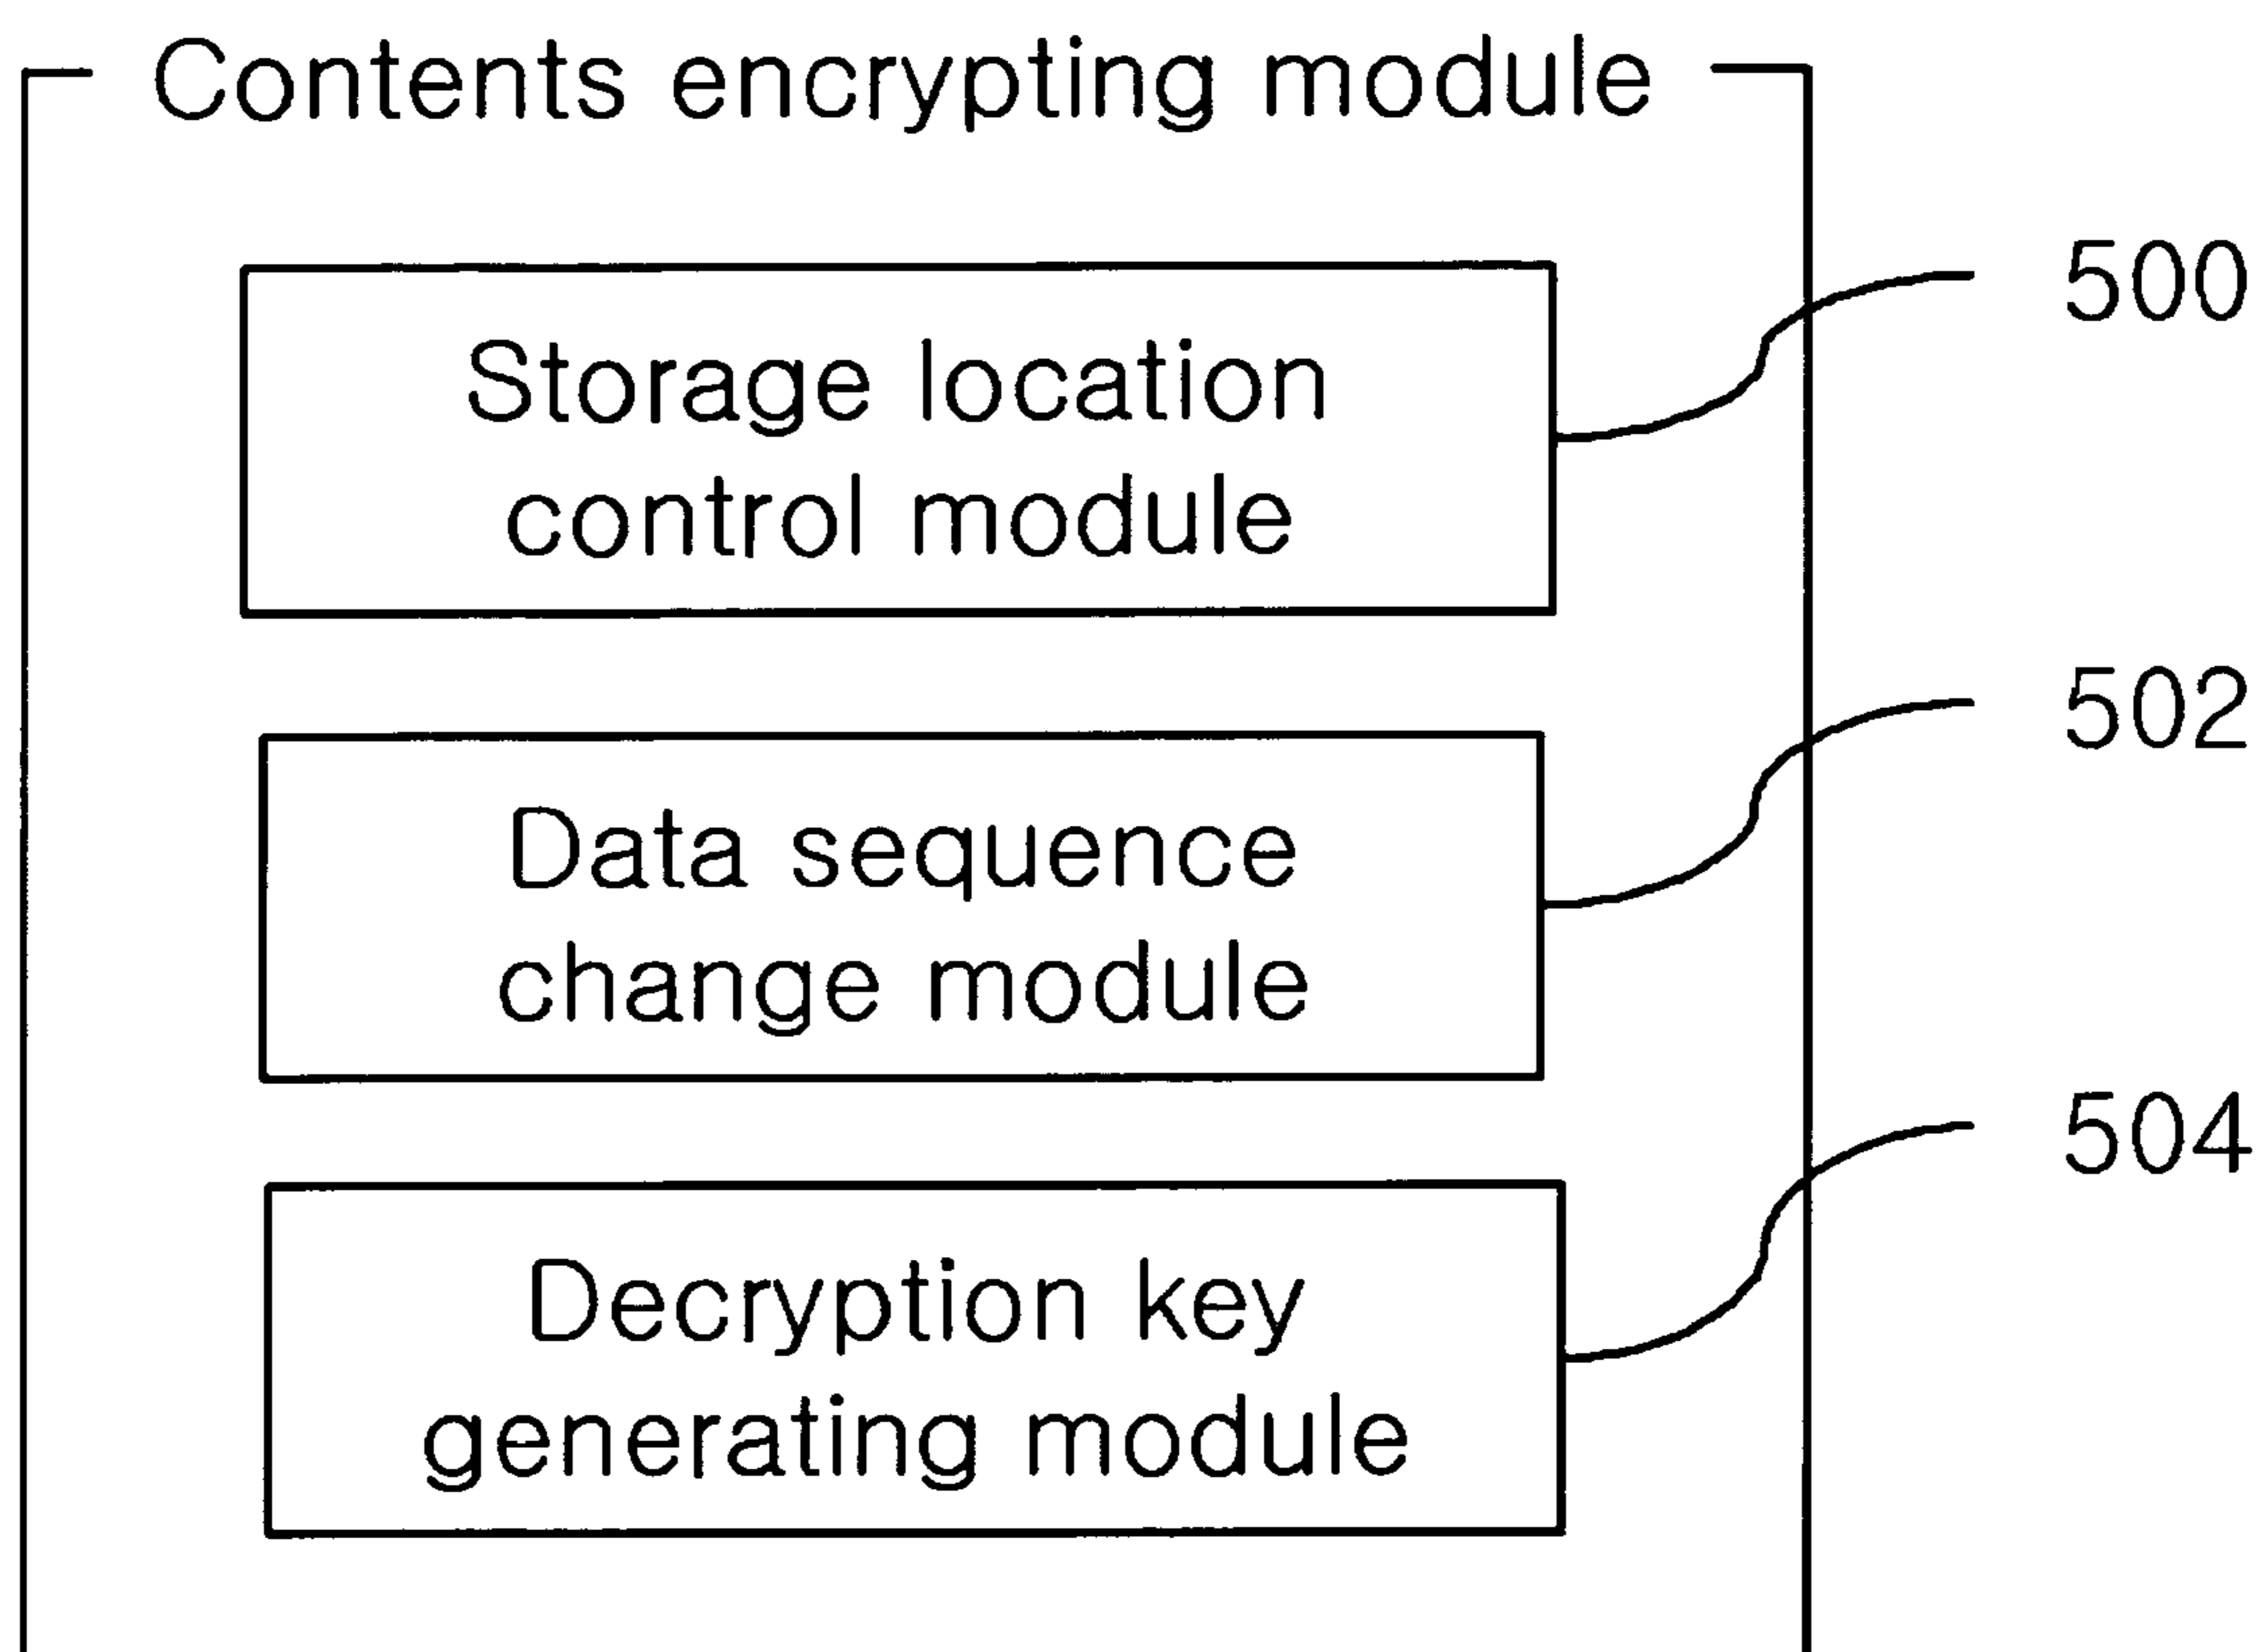 Contents encrypting module
500
Storage location
control module
502
Data sequence
change module
504
Decryption key
generating module